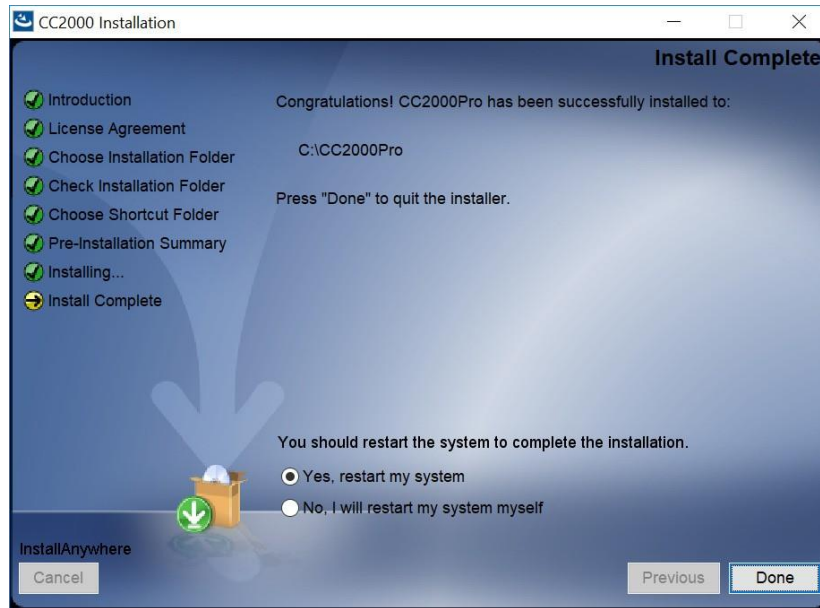 CC2000 Installation
Install Complete
Introduction
License Agreement
Choose Installation Folder
Check Installation Folder
Choose Shortcut Folder
Pre-Installation Summary
Installing...
Install Complete
Congratulations! CC2000Pro has been successfully installed to:
C:\CC2000Pro
Press "Done" to quit the installer.
You should restart the system to complete the installation.
Yes, restart my system
No, I will restart my system myself
InstallAnywhere
Cancel
Previous
Done